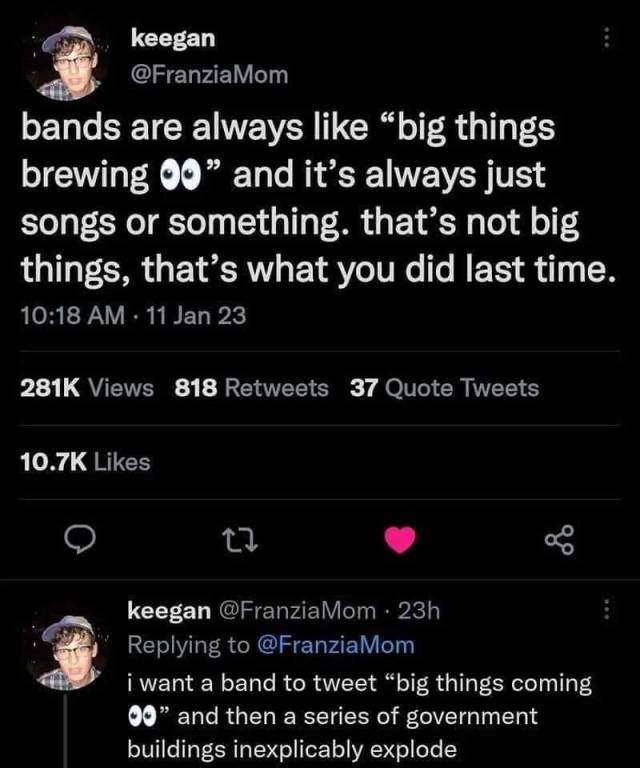 keegan
@FranziaMom
bands are always like “big things
brewing 👀” and it’s always just
songs or something. that’s not big
things, that’s what you did last time.
10:18 AM · 11 Jan 23
281K Views 818 Retweets 37 Quote Tweets
10.7K Likes
keegan @FranziaMom · 23h
Replying to @FranziaMom
i want a band to tweet “big things coming
👀” and then a series of government
buildings inexplicably explode